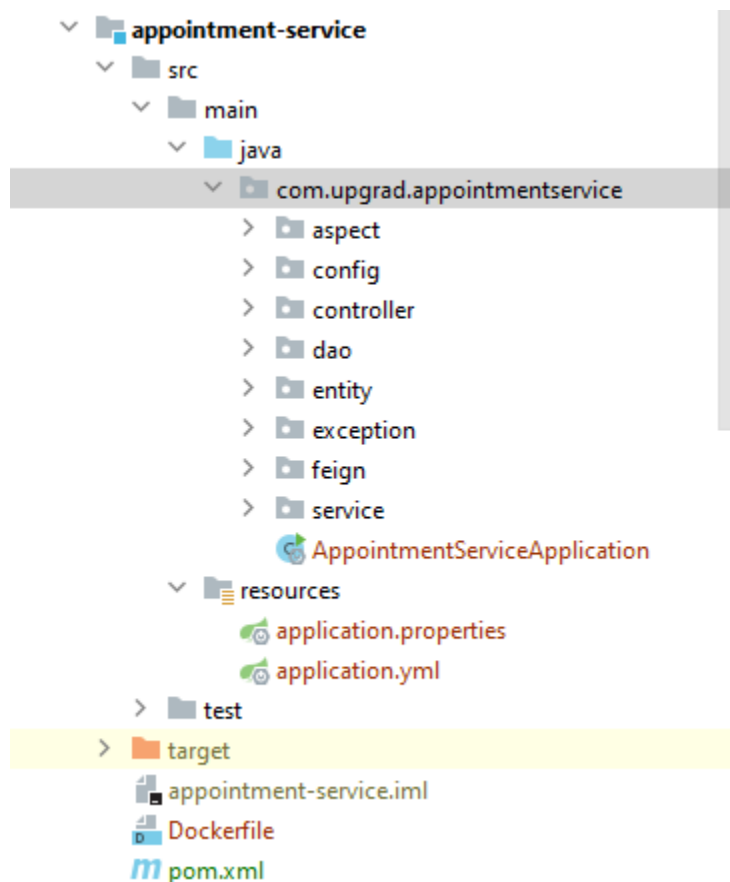 appointment-service
src
main
java
com.upgrad.appointmentservice
aspect
config
controller
dao
entity
exception
feign
service
AppointmentServiceApplication
resources
application.properties
application.yml
test
target
appointment-service.iml
Dockerfile
pom.xml